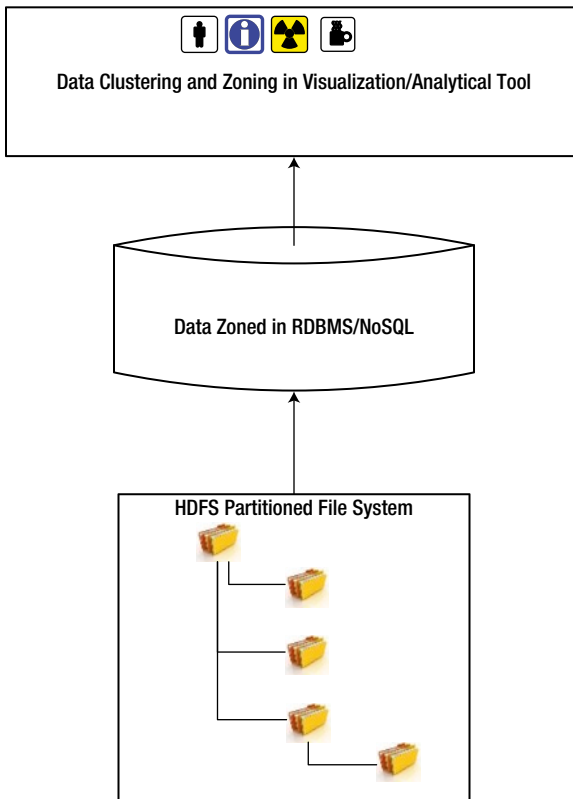 Data Clustering and Zoning in Visualization/Analytical Tool
Data Zoned in RDBMS/NoSQL
HDFS Partitioned File System